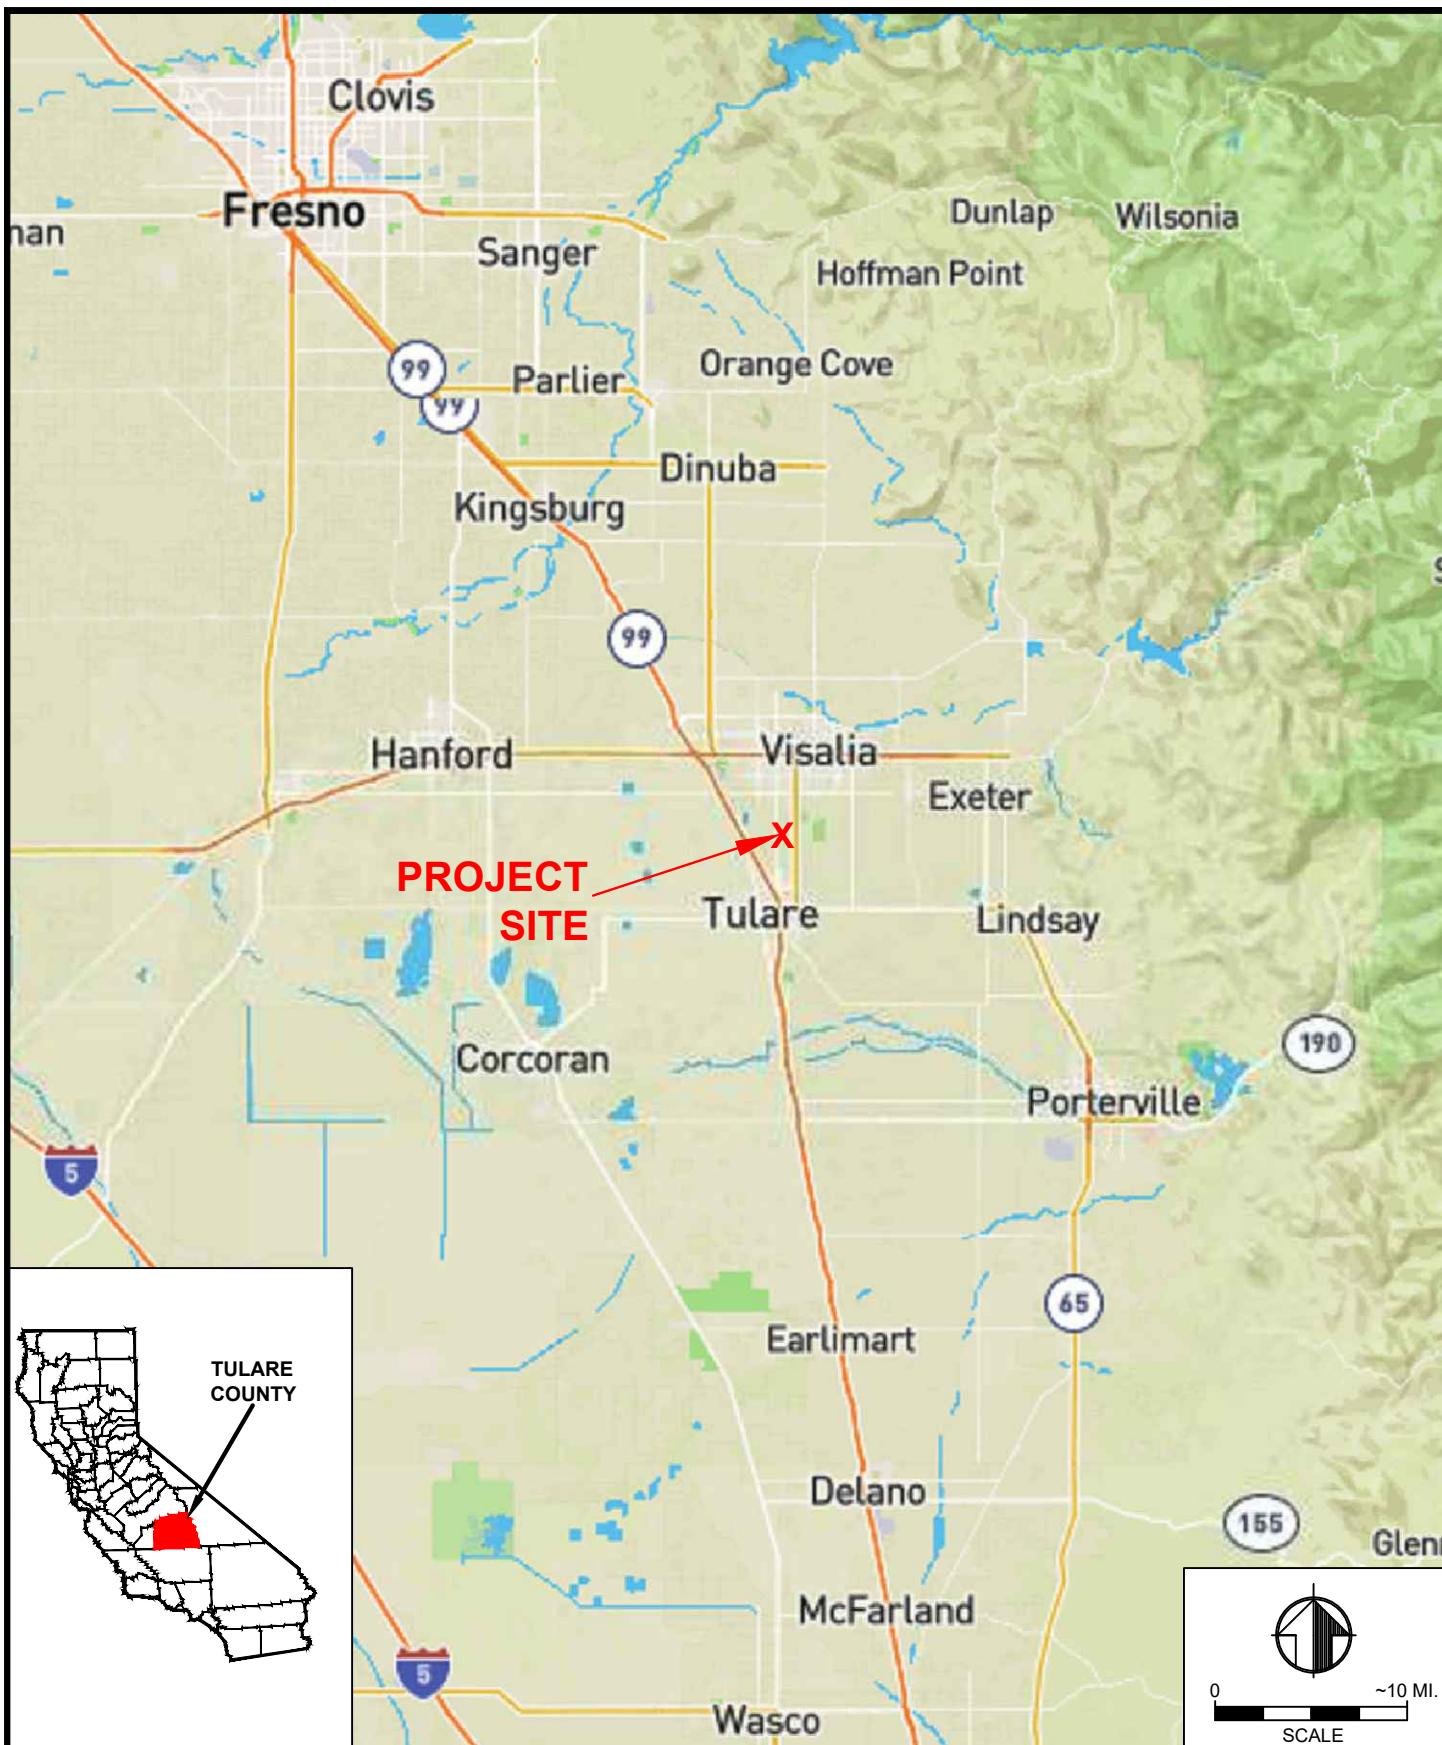 Clovis
Fresno
Sanger
Dunlap
Wilsonia
Hoffman Point
99
Parlier
Orange Cove
99
Dinuba
Kingsburg
99
Hanford
Visalia
Exeter
X
PROJECT
SITE
Tulare
Lindsay
190
Corcoran
Porterville
5
65
Earlimart
TULARE
COUNTY
Delano
155
McFarland
5
Wasco
0
~10 MI.
SCALE